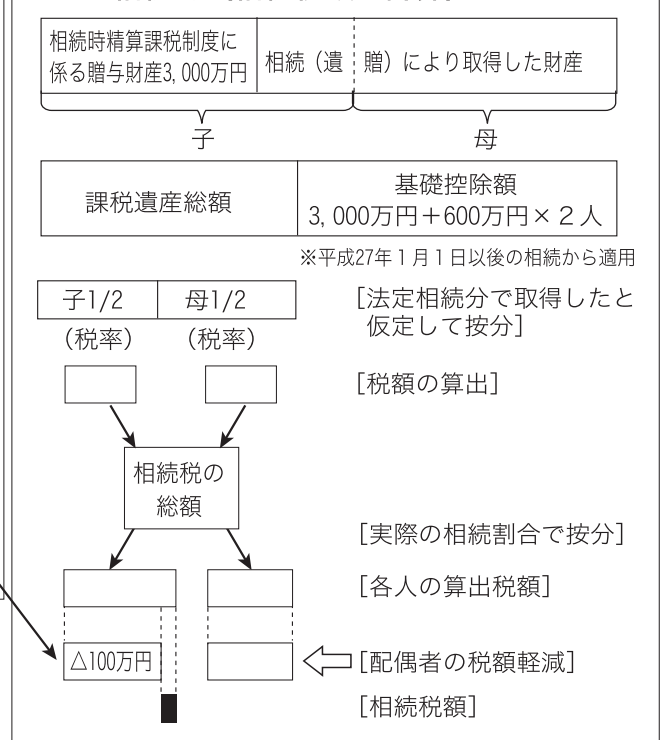 相続時精算課税制度に
係る贈与財産3,000万円
相続（遺贈）により取得した財産
子
母
課税遺産総額
基礎控除額
3,000万円＋600万円×２人
※平成27年１月１日以後の相続から適用
子1/2
母1/2
［法定相続分で取得したと
仮定して按分］
（税率）
（税率）
［税額の算出］
相続税の
総額
［実際の相続割合で按分］
［各人の算出税額］
△100万円
［配偶者の税額軽減］
［相続税額］